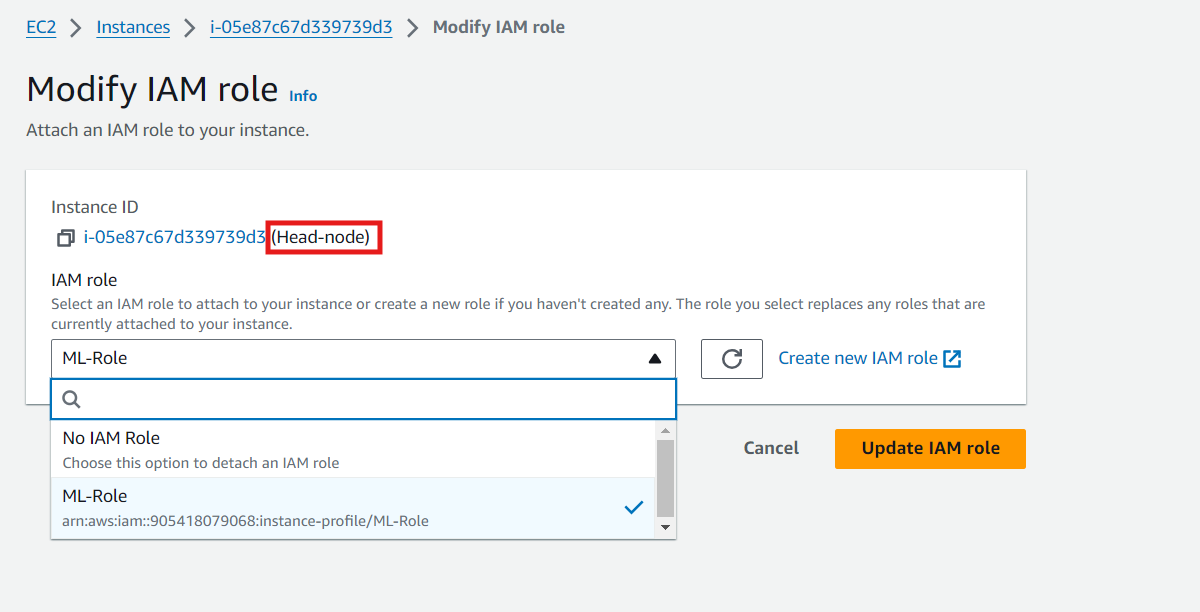 EC2 > Instances > i-05e87c67d339739d3 > Modify IAM role
Modify IAM role Info
Attach an IAM role to your instance.
Instance ID
i-05e87c67d339739d3 (Head-node)
IAM role
Select an IAM role to attach to your instance or create a new role if you haven't created any. The role you select replaces any roles that are
currently attached to your instance.
ML-Role
Create new IAM role
No IAM Role
Choose this option to detach an IAM role
ML-Role
arn:aws:iam::905418079068:instance-profile/ML-Role
Cancel
Update IAM role